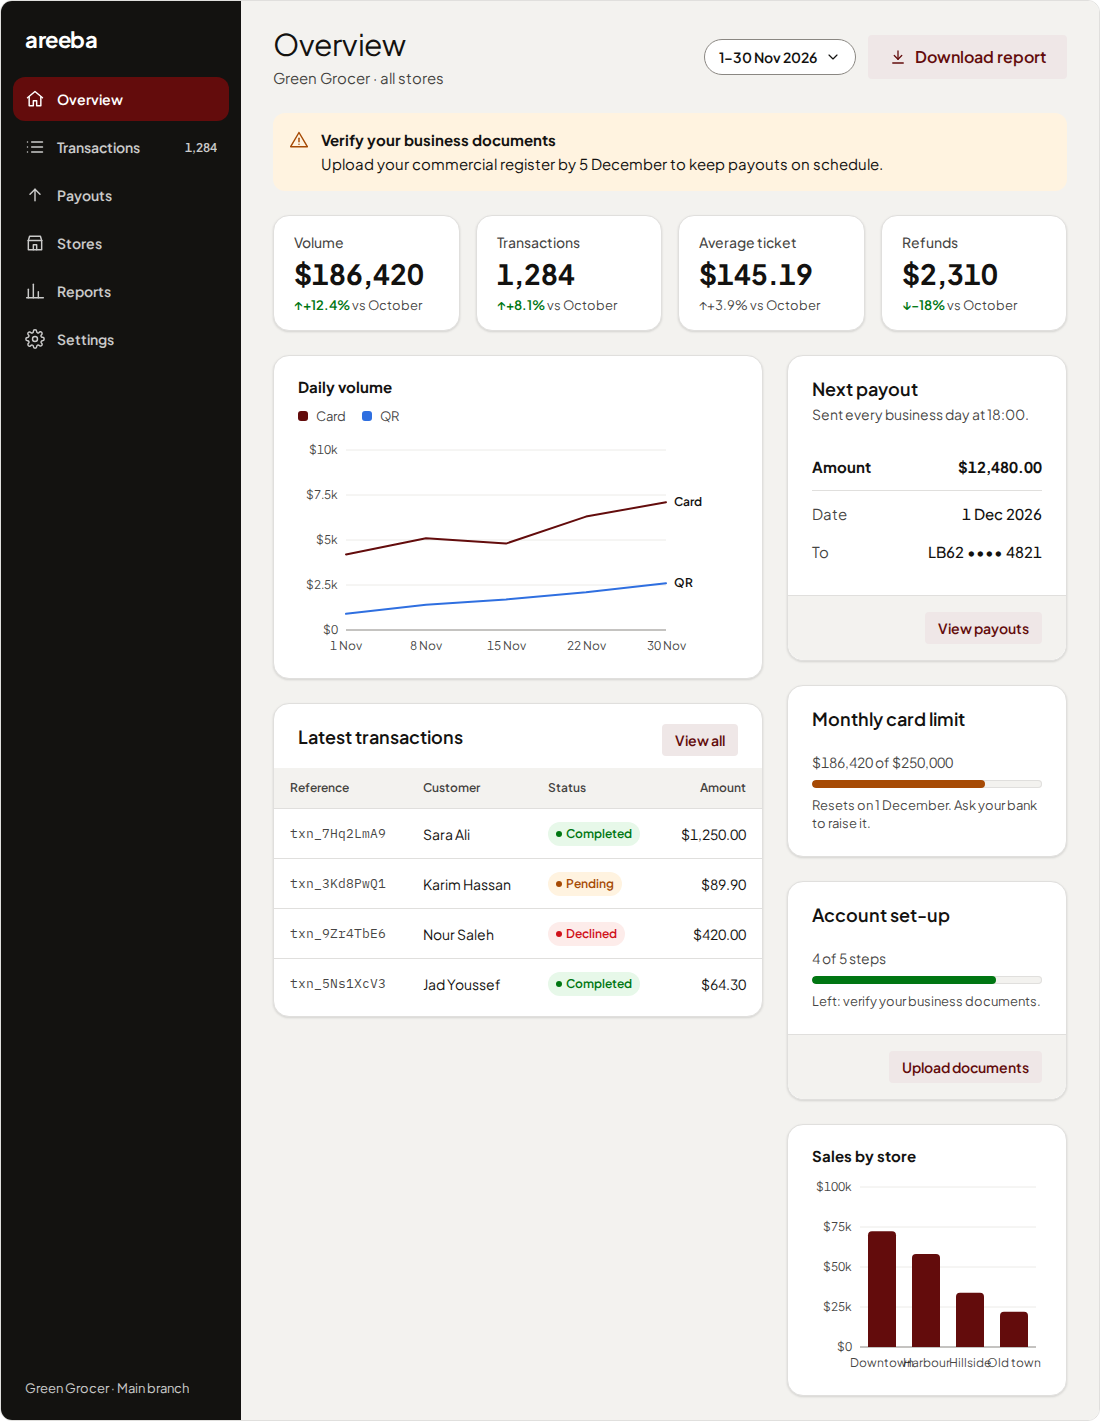 areeba
Overview
Transactions 1,284
Payouts
Stores
Reports
Settings
Green Grocer · Main branch
Overview
Green Grocer · all stores
1–30 Nov 2026
Download report
Verify your business documents
Upload your commercial register by 5 December to keep payouts on schedule.
Volume
$186,420
↑+12.4% vs October
Transactions
1,284
↑+8.1% vs October
Average ticket
$145.19
↑+3.9% vs October
Refunds
$2,310
↓−18% vs October
Daily volume
Card QR
$10k
$7.5k
$5k
$2.5k
$0
Card
QR
1 Nov 8 Nov 15 Nov 22 Nov 30 Nov
Latest transactions
View all
Reference Customer Status Amount
txn_7Hq2LmA9 Sara Ali Completed $1,250.00
txn_3Kd8PwQ1 Karim Hassan Pending $89.90
txn_9Zr4TbE6 Nour Saleh Declined $420.00
txn_5Ns1XcV3 Jad Youssef Completed $64.30
Next payout
Sent every business day at 18:00.
Amount $12,480.00
Date 1 Dec 2026
To LB62 •••• 4821
View payouts
Monthly card limit
$186,420 of $250,000
Resets on 1 December. Ask your bank
to raise it.
Account set-up
4 of 5 steps
Left: verify your business documents.
Upload documents
Sales by store
$100k
$75k
$50k
$25k
$0
Downtown Harbour Hillside Old town